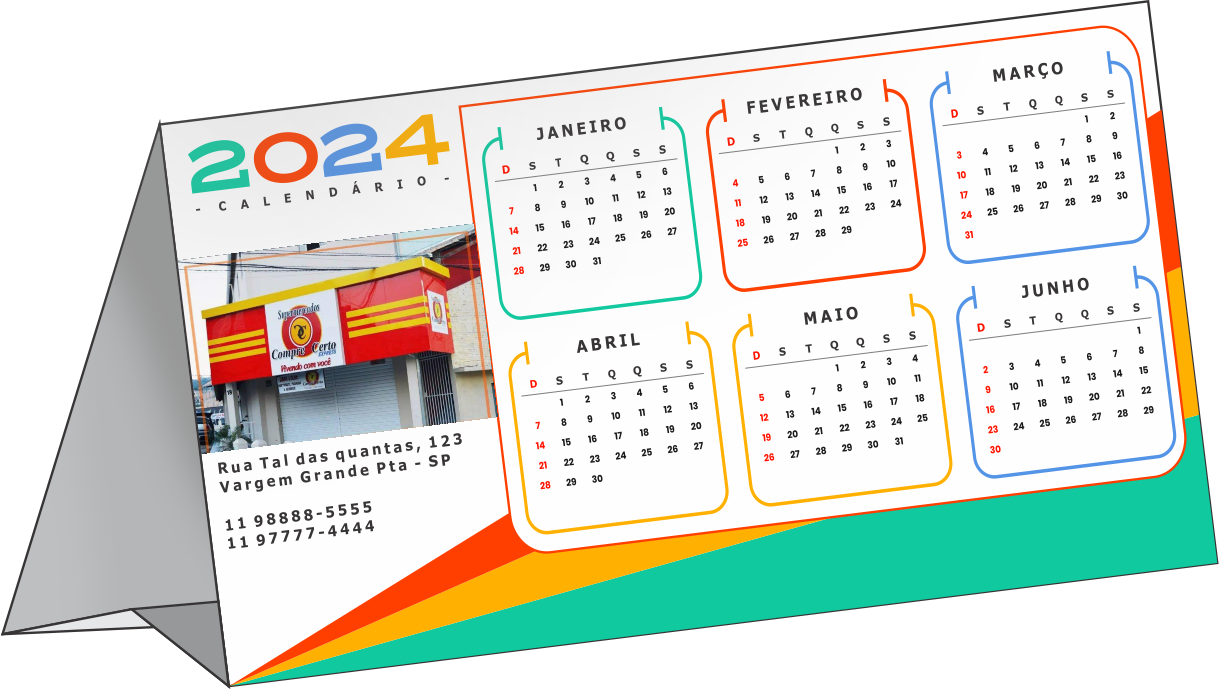 2024
- CALENDÁRIO -
Supermercados
Compre Certo
EXPRESS
Vivendo com você
Rua Tal das quantas, 123
Vargem Grande Pta - SP
11 98888-5555
11 97777-4444
JANEIRO
D S T Q Q S S
1 2 3 4 5 6
7 8 9 10 11 12 13
14 15 16 17 18 19 20
21 22 23 24 25 26 27
28 29 30 31
FEVEREIRO
D S T Q Q S S
1 2 3
4 5 6 7 8 9 10
11 12 13 14 15 16 17
18 19 20 21 22 23 24
25 26 27 28 29
MARÇO
D S T Q Q S S
1 2
3 4 5 6 7 8 9
10 11 12 13 14 15 16
17 18 19 20 21 22 23
24 25 26 27 28 29 30
31
ABRIL
D S T Q Q S S
1 2 3 4 5 6
7 8 9 10 11 12 13
14 15 16 17 18 19 20
21 22 23 24 25 26 27
28 29 30
MAIO
D S T Q Q S S
1 2 3 4
5 6 7 8 9 10 11
12 13 14 15 16 17 18
19 20 21 22 23 24 25
26 27 28 29 30 31
JUNHO
D S T Q Q S S
1
2 3 4 5 6 7 8
9 10 11 12 13 14 15
16 17 18 19 20 21 22
23 24 25 26 27 28 29
30